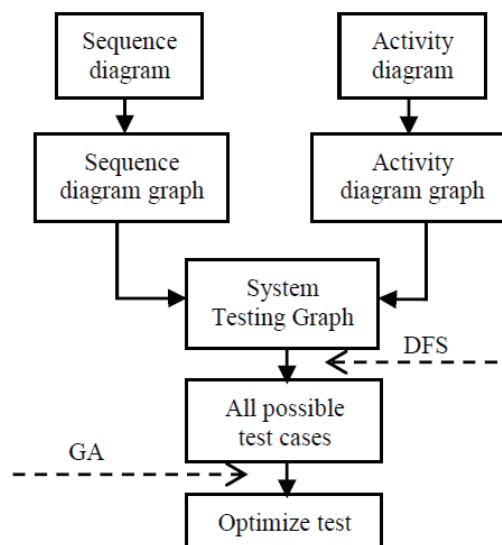 Sequence
diagram
Activity
diagram
Sequence
diagram graph
Activity
diagram graph
System
Testing Graph
DFS
All possible
test cases
GA
Optimize test